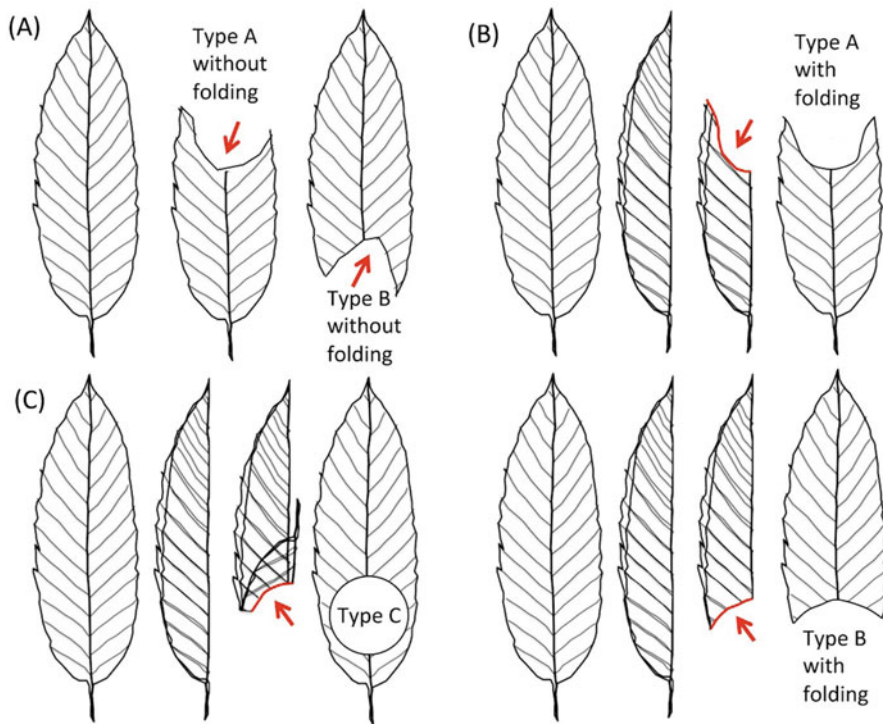 (A)
Type A
without
folding
Type B
without
folding
(B)
Type A
with
folding
(C)
Type C
Type B
with
folding